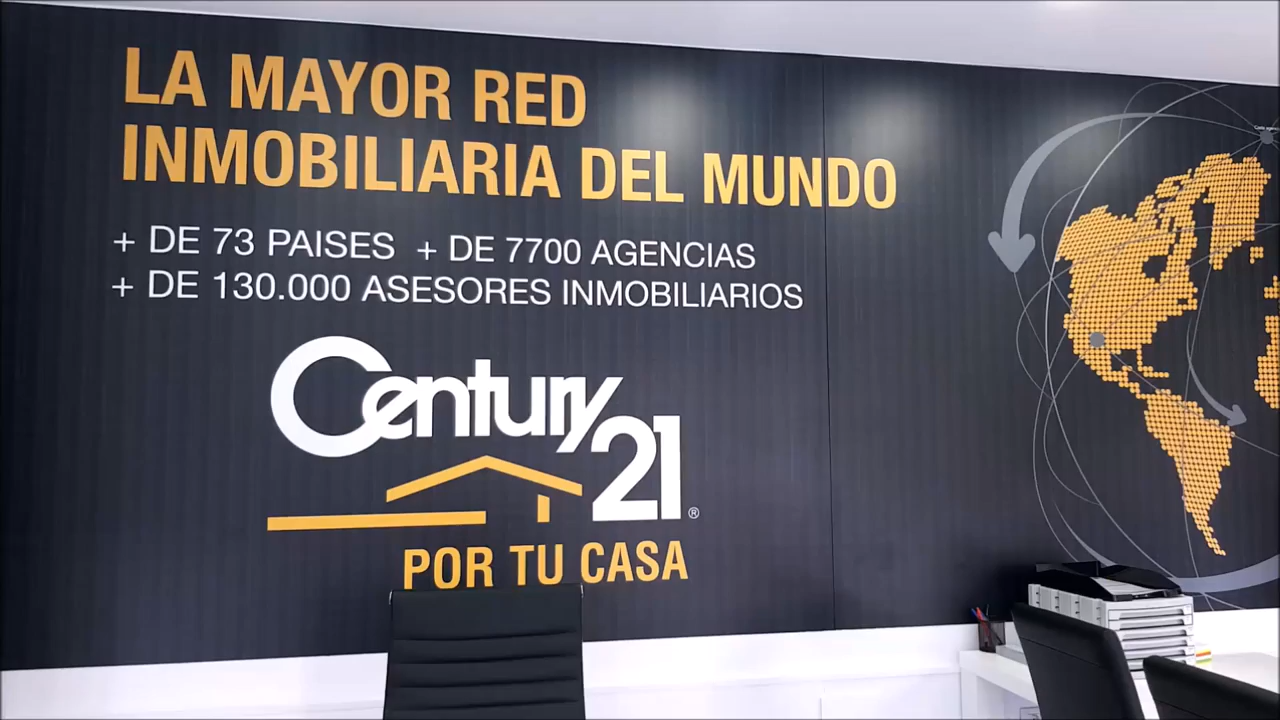 LA MAYOR RED
INMOBILIARIA DEL MUNDO
+ DE 73 PAISES + DE 7700 AGENCIAS
+ DE 130.000 ASESORES INMOBILIARIOS
Century
21®
POR TU CASA